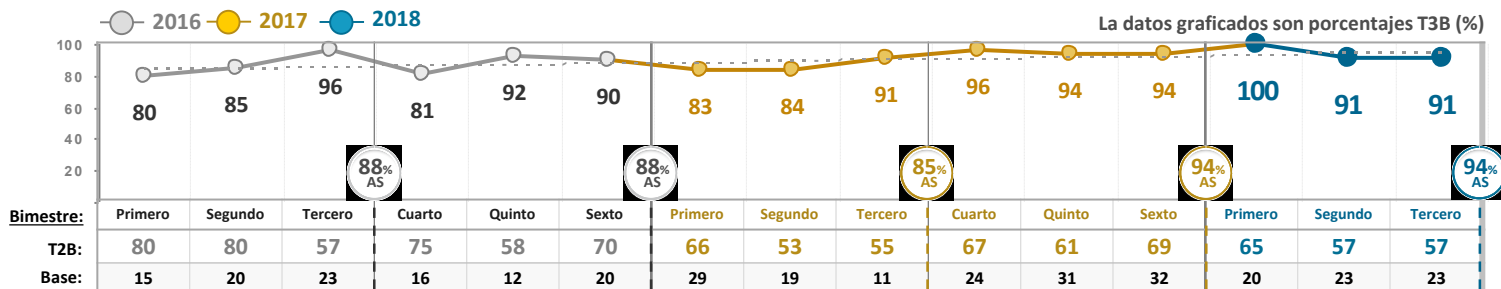 2016 2017 2018 La datos graficados son porcentajes T3B (%)
100
80
60
40
20
80 85 96 81 92 90 83 84 91 96 94 94 100 91 91
88% AS 88% AS 85% AS 94% AS 94% AS
Bimestre: Primero Segundo Tercero Cuarto Quinto Sexto Primero Segundo Tercero Cuarto Quinto Sexto Primero Segundo Tercero
T2B: 80 80 57 75 58 70 66 53 55 67 61 69 65 57 57
Base: 15 20 23 16 12 20 29 19 11 24 31 32 20 23 23